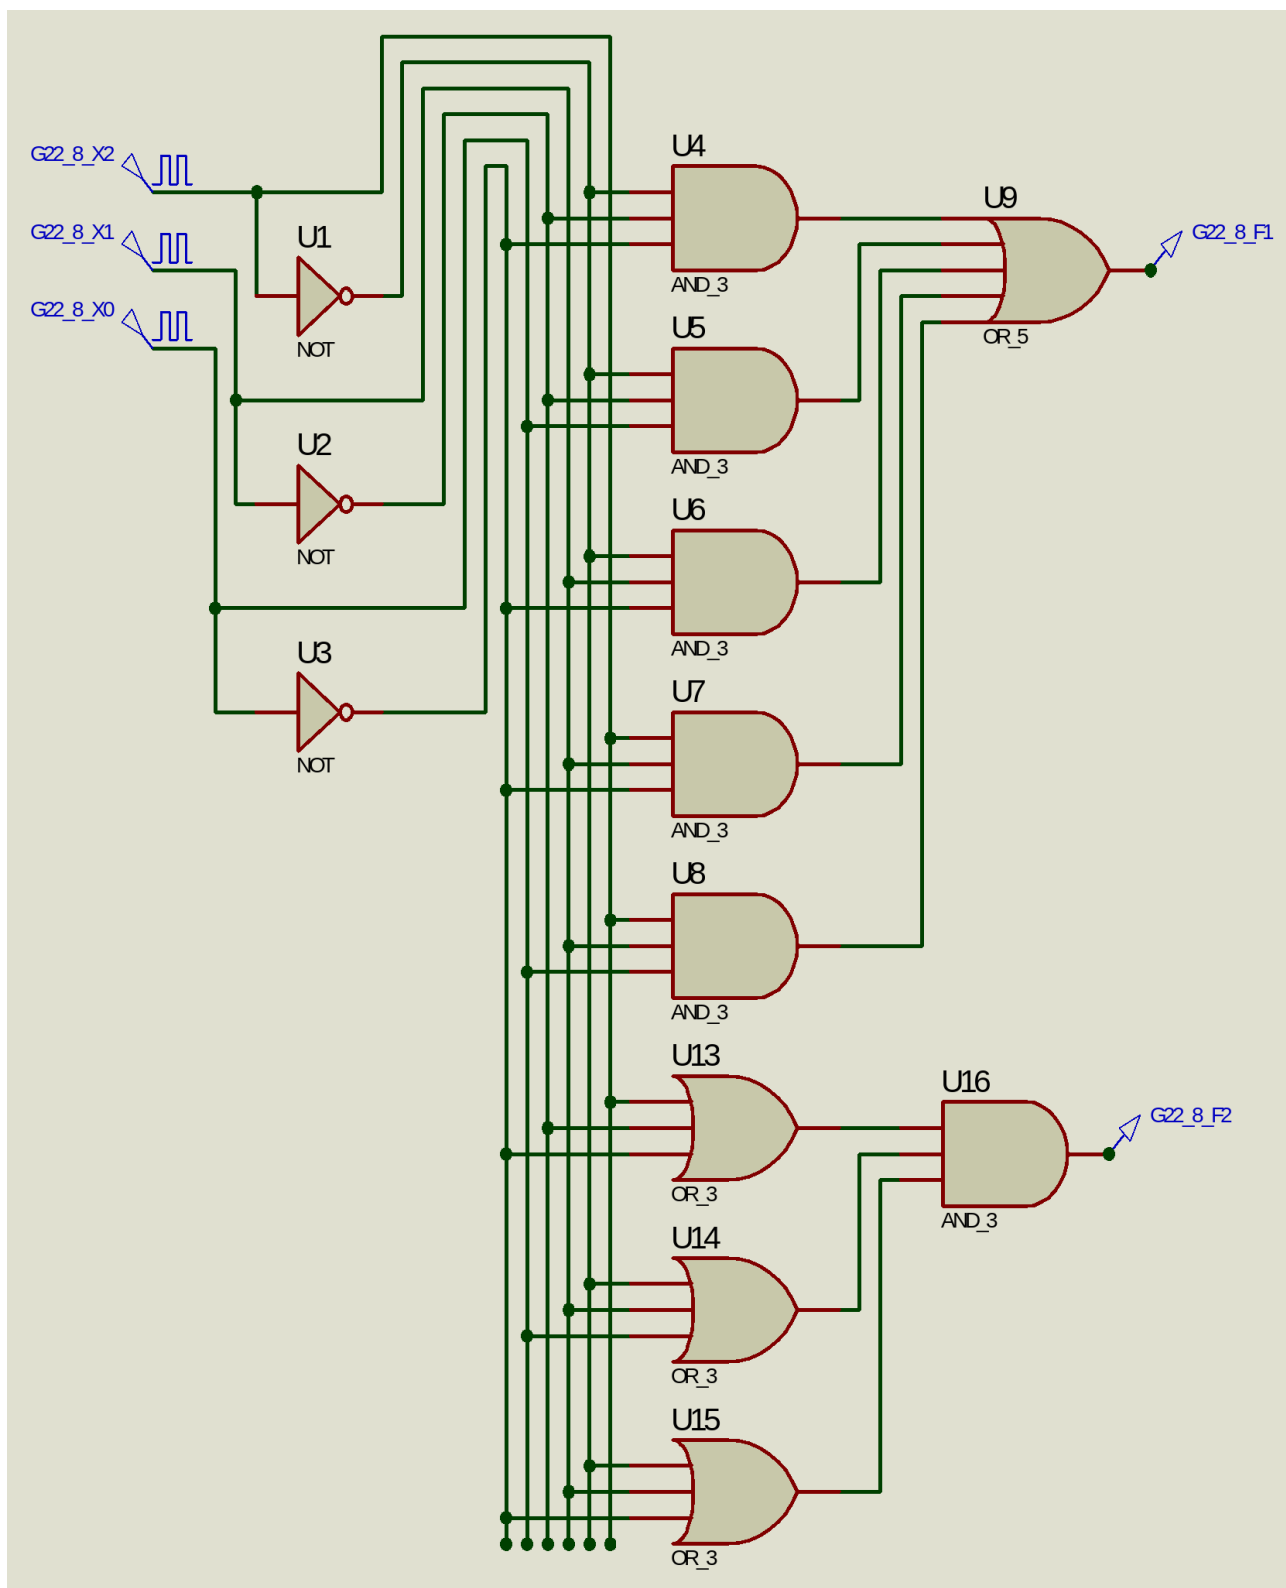 G22_8_X2
G22_8_X1
G22_8_X0
U1
NOT
U2
NOT
U3
NOT
U4
AND_3
U5
AND_3
U6
AND_3
U7
AND_3
U8
AND_3
U9
OR_5
G22_8_F1
U13
OR_3
U14
OR_3
U15
OR_3
U16
AND_3
G22_8_F2